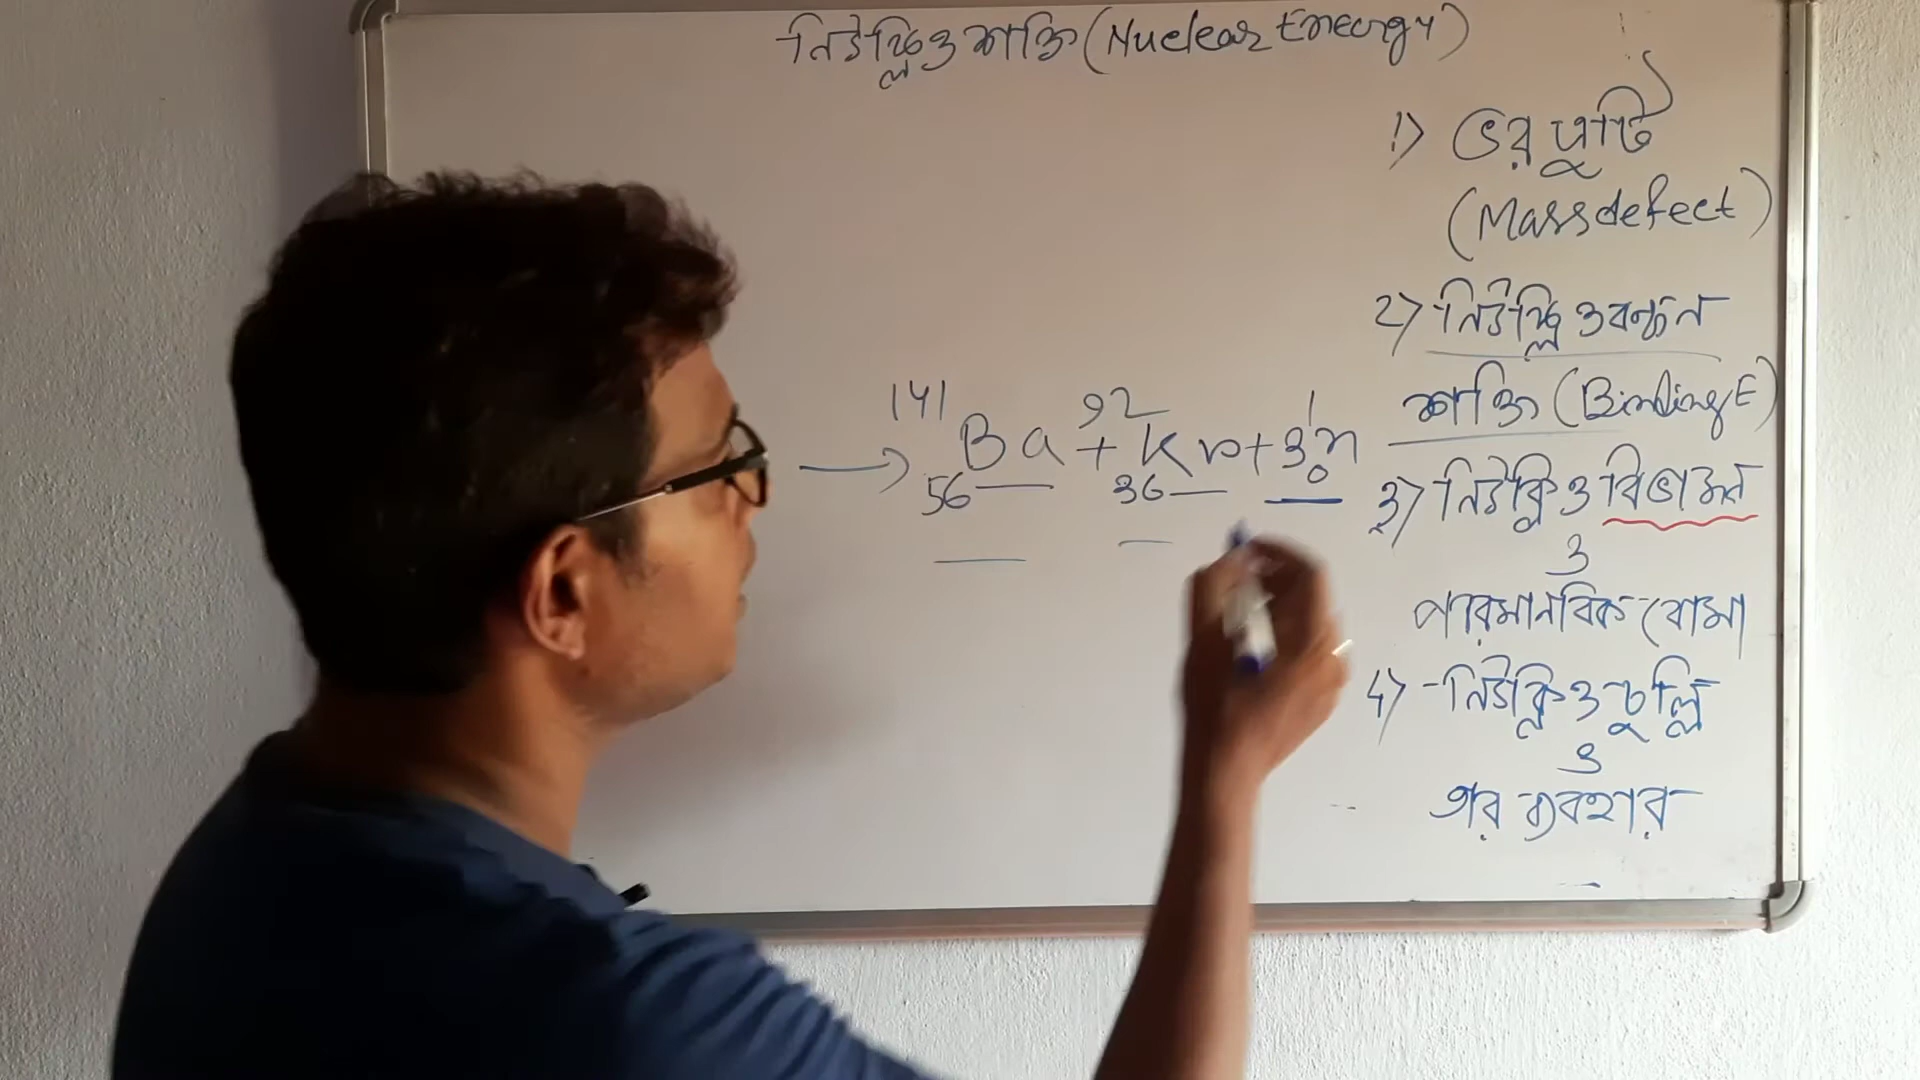 নিউক্লিও শক্তি (Nuclear Energy)
1) ভর ত্রুটি
(Mass defect)
2) নিউক্লিও বন্ধন
শক্তি (Binding E)
→ 141 56 Ba + 92 36 Kr + 3 1 0 n
3) নিউক্লিও বিভাজন
ও
পারমানবিক বোমা
4) নিউক্লিও চুল্লি
ও
তার ব্যবহার